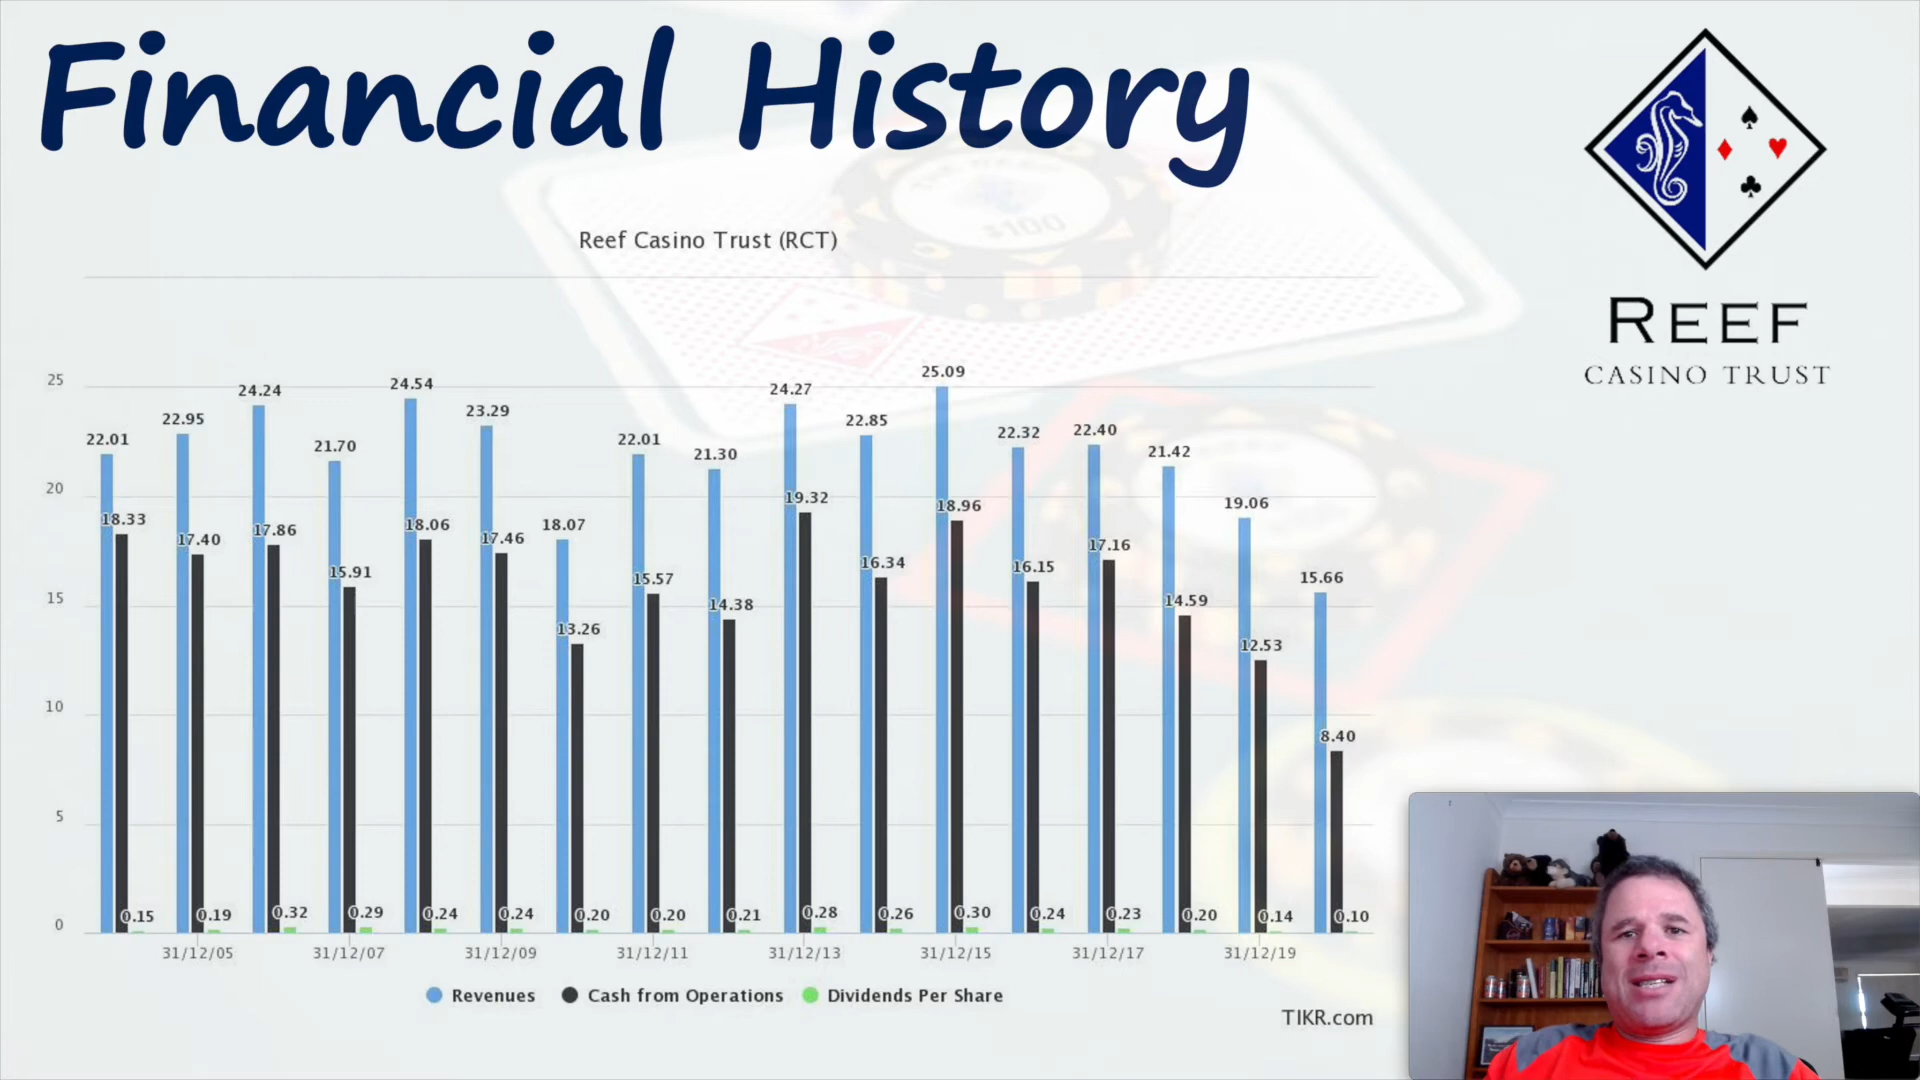 Financial History
Reef Casino Trust (RCT)
REEF
CASINO TRUST
$100
25
20
15
10
5
0
22.01 22.95 24.24 21.70 24.54 23.29 18.07 22.01 21.30 24.27 22.85 25.09 22.32 22.40 21.42 19.06 15.66
18.33 17.40 17.86 15.91 18.06 17.46 13.26 15.57 14.38 19.32 16.34 18.96 16.15 17.16 14.59 12.53 8.40
0.15 0.19 0.32 0.29 0.24 0.24 0.20 0.20 0.21 0.28 0.26 0.30 0.24 0.23 0.20 0.14 0.10
31/12/05 31/12/07 31/12/09 31/12/11 31/12/13 31/12/15 31/12/17 31/12/19
Revenues Cash from Operations Dividends Per Share
TIKR.com